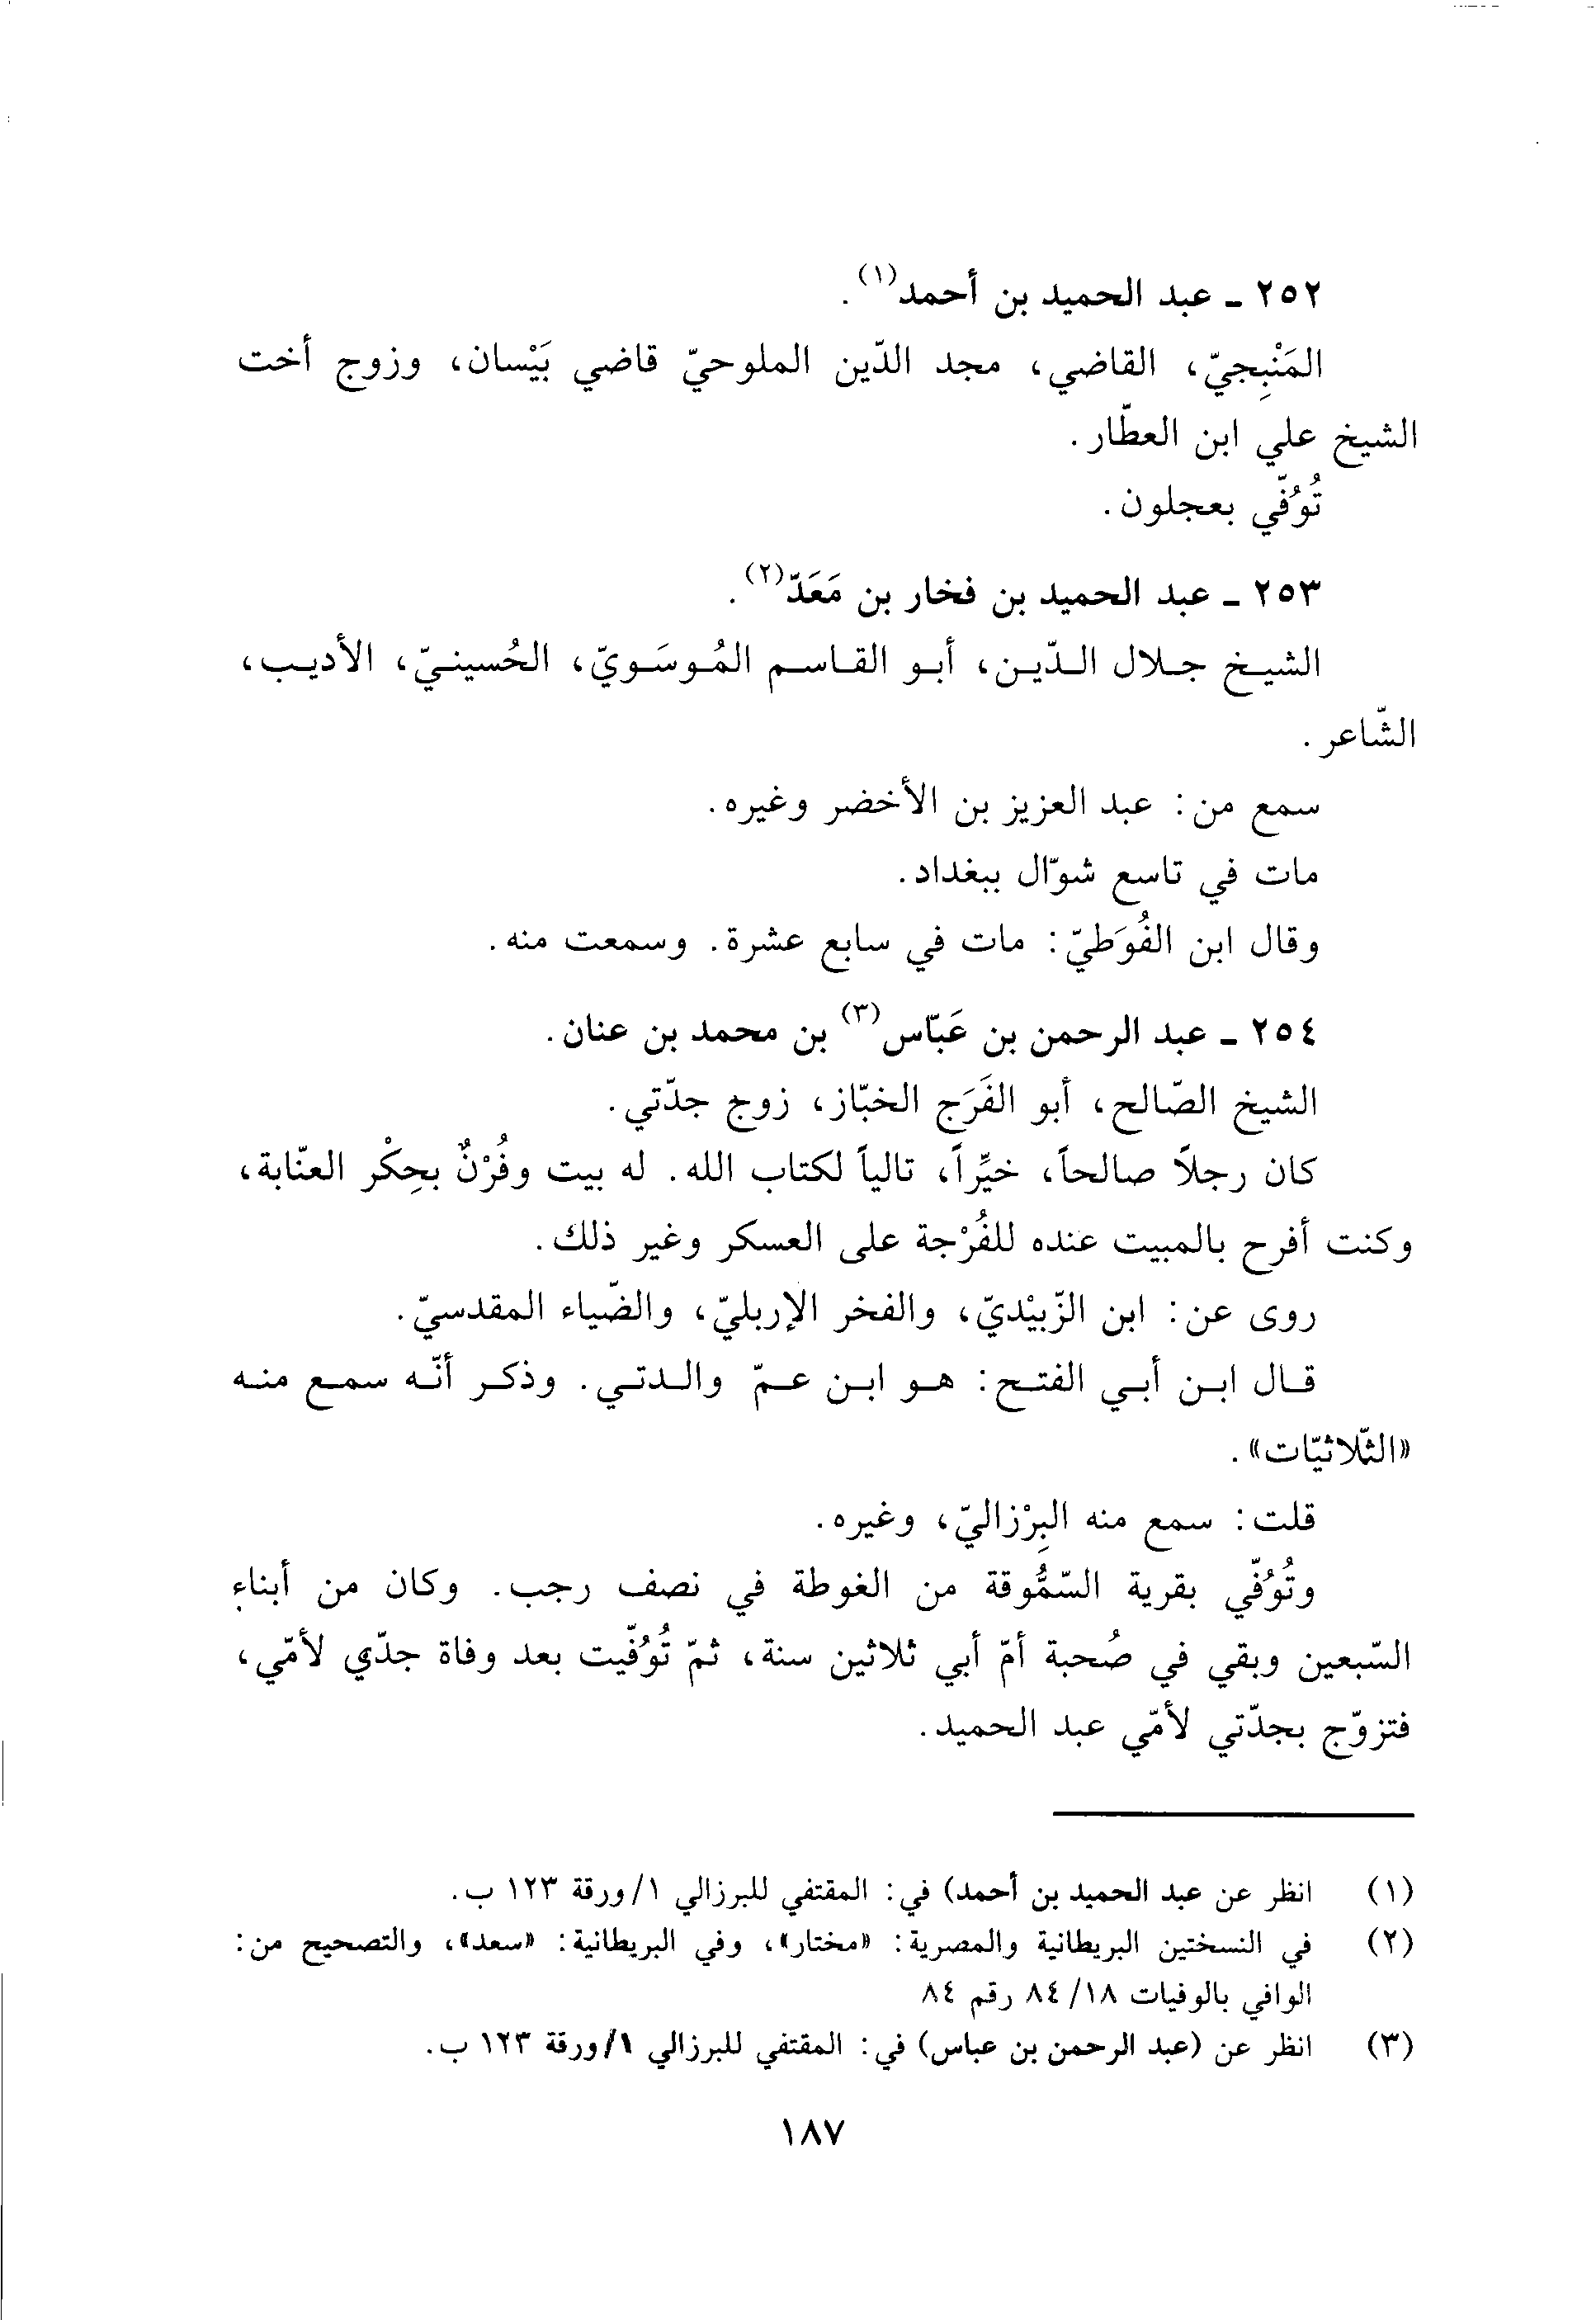 ٢٥٢ ـ عبد الحميد بن أحمد(١).
المَنْبِجيّ، القاضي، مجد الدّين الملوحيّ قاضي بَيْسان، وزوج أخت
الشيخ علي ابن العطّار.
تُوُفّي بعجلون.
٢٥٣ ـ عبد الحميد بن فخار بن مَعَدّ(٢).
الشيخ جلال الدّين، أبو القاسم المُوسَويّ، الحُسينيّ، الأديب،
الشّاعر.
سمع من: عبد العزيز بن الأخضر وغيره.
مات في تاسع شوّال ببغداد.
وقال ابن الفُوَطيّ: مات في سابع عشرة. وسمعت منه.
٢٥٤ ـ عبد الرحمن بن عَبّاس(٣) بن محمد بن عنان.
الشيخ الصّالح، أبو الفَرَج الخبّاز، زوج جدّتي.
كان رجلاً صالحاً، خيِّراً، تالياً لكتاب الله. له بيت وفُرْنٌ بحِكْر العنّابة،
وكنت أفرح بالمبيت عنده للفُرْجة على العسكر وغير ذلك.
روى عن: ابن الزّبيْديّ، والفخر الإربليّ، والضّياء المقدسيّ.
قال ابن أبي الفتح: هو ابن عمّ والدتي. وذكر أنّه سمع منه
«الثّلاثيّات».
قلت: سمع منه البِرْزاليّ، وغيره.
وتُوُفّي بقرية السّمُّوقة من الغوطة في نصف رجب. وكان من أبناء
السّبعين وبقي في صُحبة أمّ أبي ثلاثين سنة، ثمّ تُوُفّيت بعد وفاة جدّي لأمّي،
فتزوّج بجدّتي لأمّي عبد الحميد.
(١) انظر عن عبد الحميد بن أحمد) في: المقتفي للبرزالي ١/ورقة ١٢٣ ب.
(٢) في النسختين البريطانية والمصرية: «مختار»، وفي البريطانية: «سعد»، والتصحيح من:
الوافي بالوفيات ١٨/ ٨٤ رقم ٨٤
(٣) انظر عن (عبد الرحمن بن عباس) في: المقتفي للبرزالي ١/ورقة ١٢٣ ب.
١٨٧